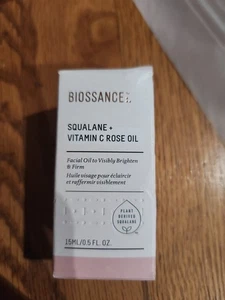 BIOSSANCE
SQUALANE +
VITAMIN C ROSE OIL
Facial Oil to Visibly Brighten
& Firm
Huile visage pour éclaircir
et raffermir visiblement
PLANT
DERIVED
SQUALANE
15ML/0.5 FL. OZ.